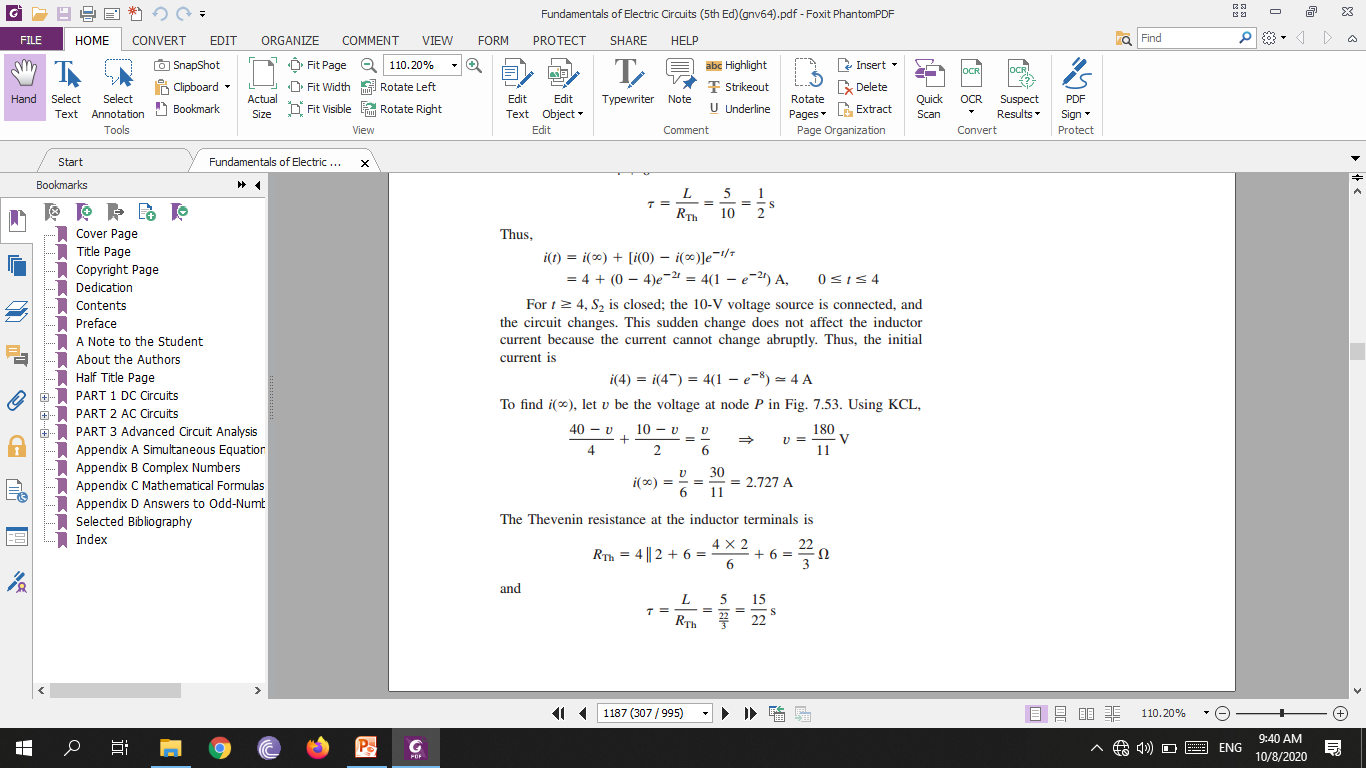 Fundamentals of Electric Circuits (5th Ed)(gnv64).pdf - Foxit PhantomPDF
FILE HOME CONVERT EDIT ORGANIZE COMMENT VIEW FORM PROTECT SHARE HELP Find
Hand
Select Text
Select Annotation
SnapShot
Clipboard
Bookmark
Tools
Actual Size
Fit Page
Fit Width
Fit Visible
110.20%
Rotate Left
Rotate Right
View
Edit Text
Edit Object
Edit
Typewriter
Note
abc Highlight
Strikeout
U Underline
Comment
Rotate Pages
Insert
Delete
Extract
Page Organization
Quick Scan
OCR
OCR
OCR
Suspect Results
Convert
PDF Sign
Protect
Start
Fundamentals of Electric ...
Bookmarks
Cover Page
Title Page
Copyright Page
Dedication
Contents
Preface
A Note to the Student
About the Authors
Half Title Page
PART 1 DC Circuits
PART 2 AC Circuits
PART 3 Advanced Circuit Analysis
Appendix A Simultaneous Equation
Appendix B Complex Numbers
Appendix C Mathematical Formulas
Appendix D Answers to Odd-Numb
Selected Bibliography
Index
τ = L/R_Th = 5/10 = 1/2 s
Thus,
i(t) = i(∞) + [i(0) − i(∞)]e^−t/τ
= 4 + (0 − 4)e^−2t = 4(1 − e^−2t) A, 0 ≤ t ≤ 4
For t ≥ 4, S₂ is closed; the 10-V voltage source is connected, and
the circuit changes. This sudden change does not affect the inductor
current because the current cannot change abruptly. Thus, the initial
current is
i(4) = i(4⁻) = 4(1 − e⁻⁸) ≃ 4 A
To find i(∞), let v be the voltage at node P in Fig. 7.53. Using KCL,
(40 − v)/4 + (10 − v)/2 = v/6 ⇒ v = 180/11 V
i(∞) = v/6 = 30/11 = 2.727 A
The Thevenin resistance at the inductor terminals is
R_Th = 4 ∥ 2 + 6 = (4 × 2)/6 + 6 = 22/3 Ω
and
τ = L/R_Th = 5/(22/3) = 15/22 s
1187 (307 / 995)
110.20%
ENG
9:40 AM
10/8/2020